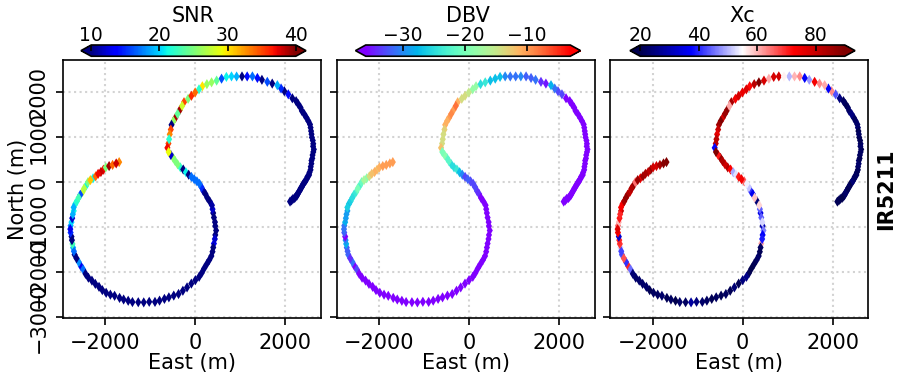 SNR DBV Xc
10 20 30 40 −30 −20 −10 20 40 60 80
North (m)
2000
1000
0
−1000
−2000
−3000
−2000 0 2000 −2000 0 2000 −2000 0 2000
East (m) East (m) East (m)
IR5211